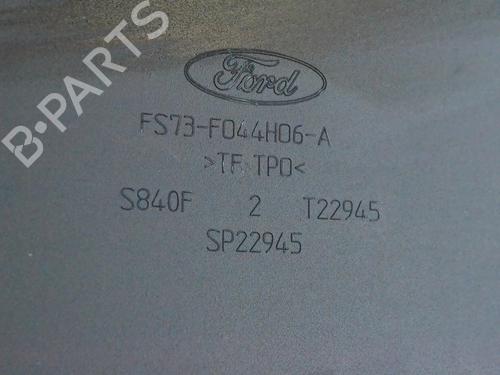 B-PARTS
Ford
FS73-F044H06-A
>TF TPO<
S840F 2 T22945
SP22945